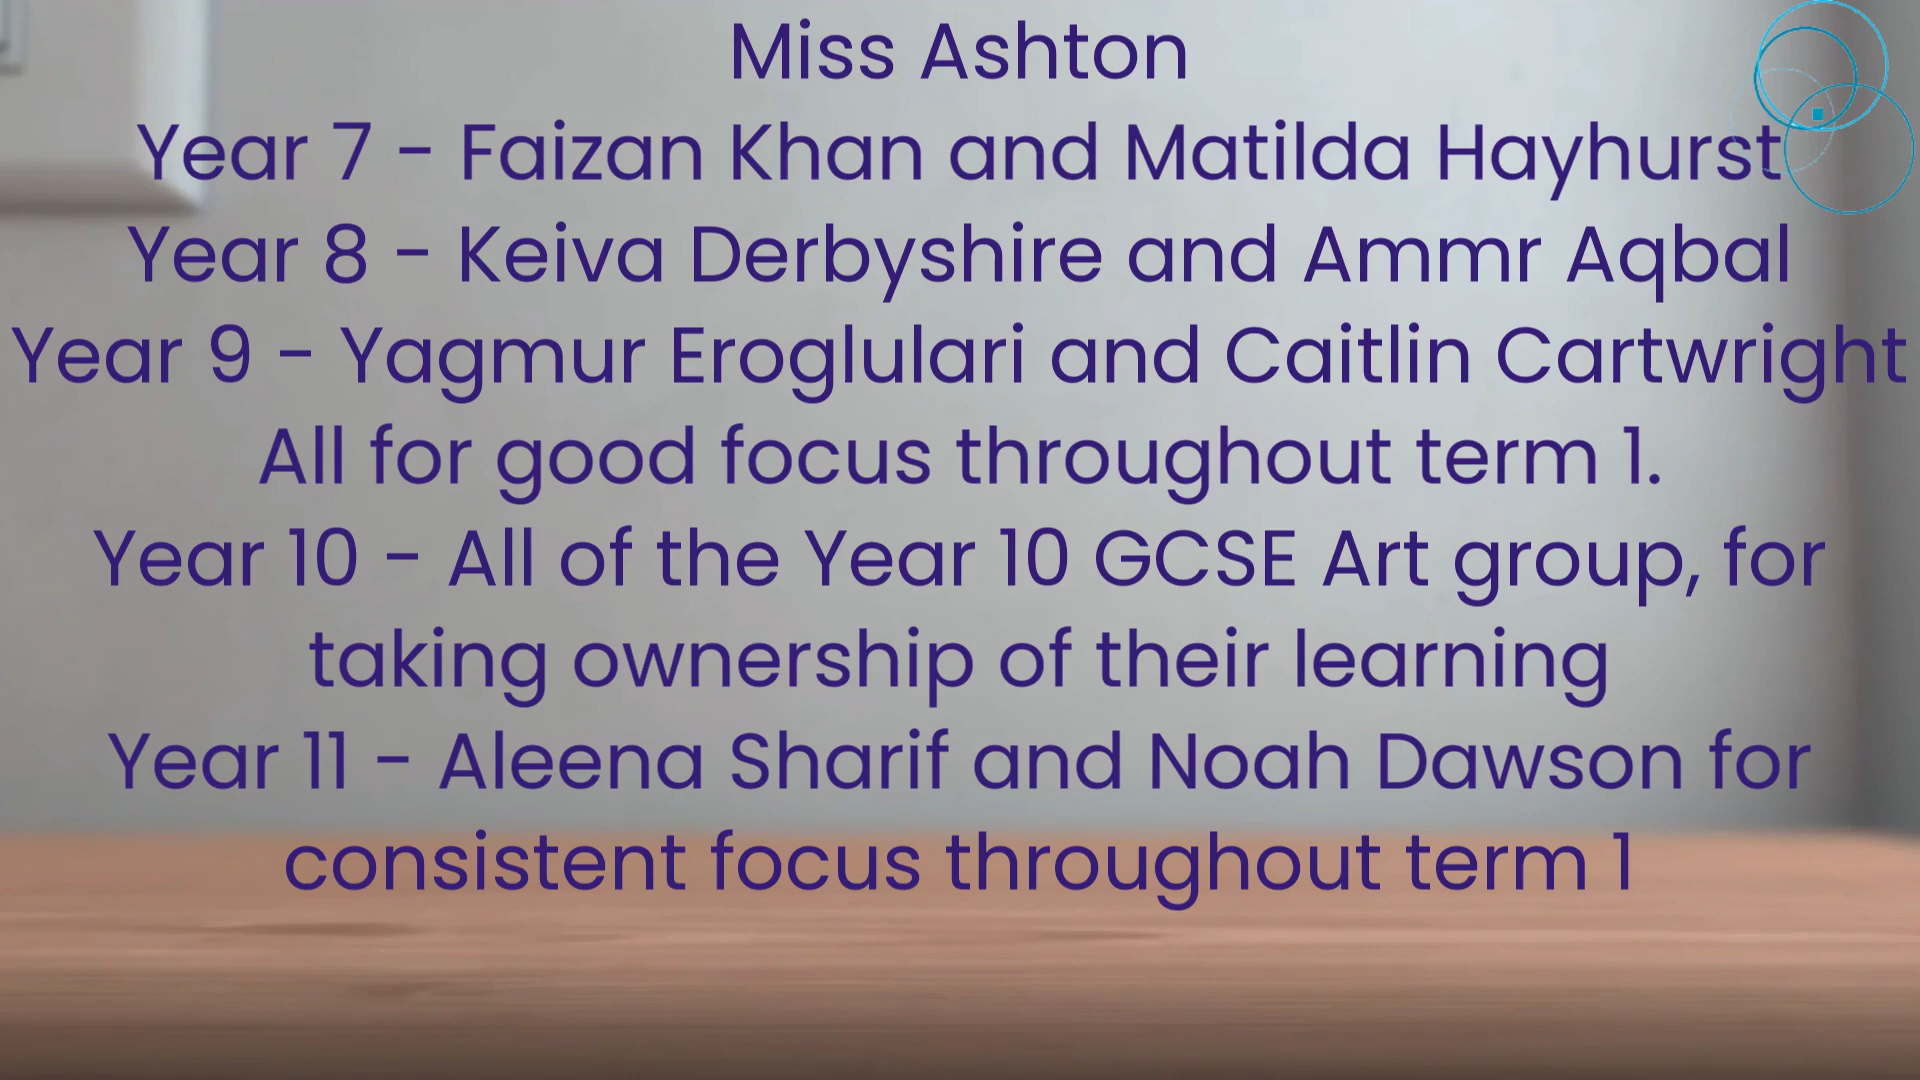 Miss Ashton
Year 7 - Faizan Khan and Matilda Hayhurst
Year 8 - Keiva Derbyshire and Ammr Aqbal
Year 9 - Yagmur Eroglulari and Caitlin Cartwright
All for good focus throughout term 1.
Year 10 - All of the Year 10 GCSE Art group, for
taking ownership of their learning
Year 11 - Aleena Sharif and Noah Dawson for
consistent focus throughout term 1